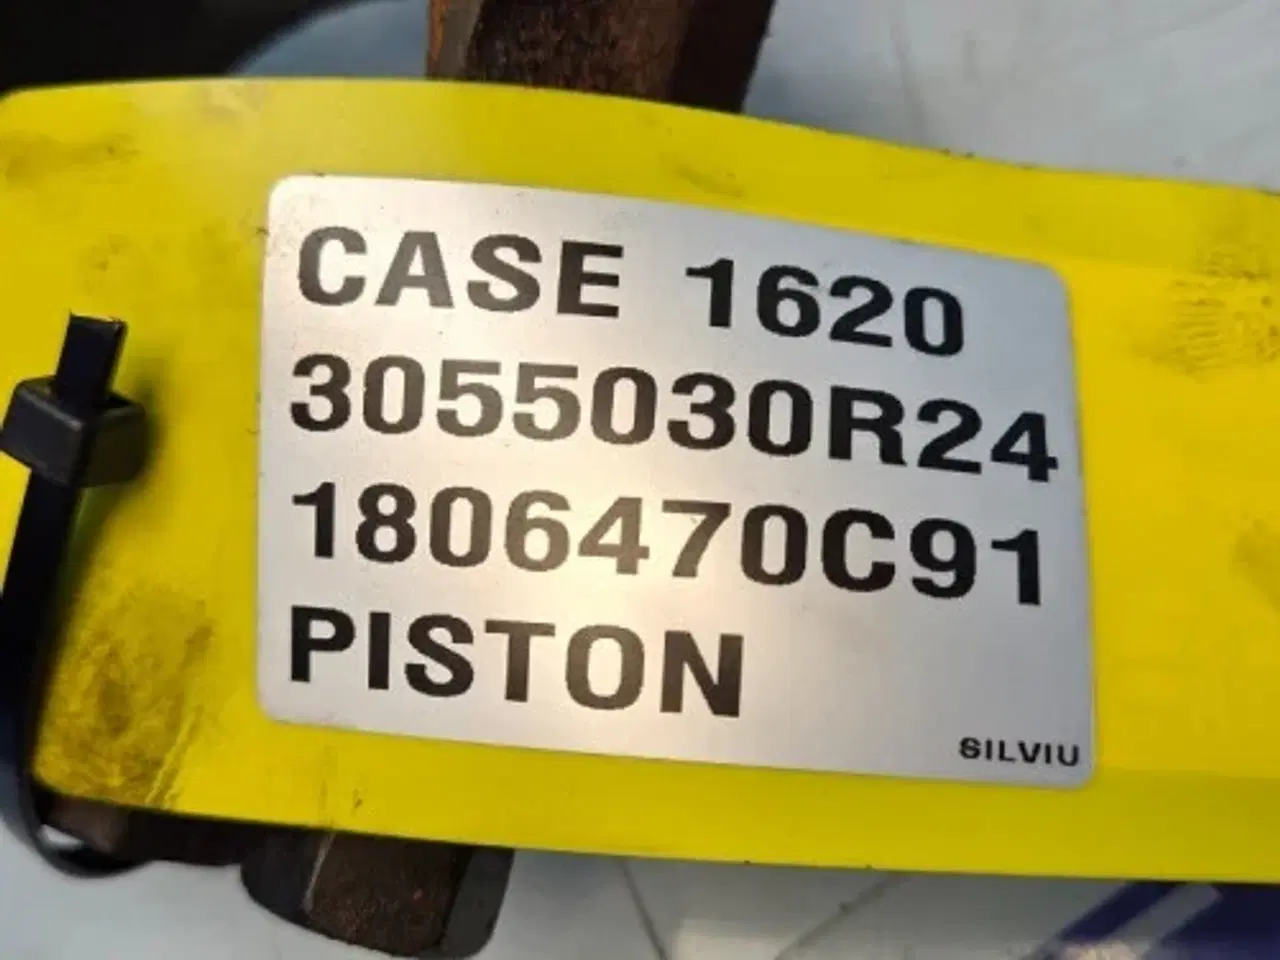 CASE 1620
3055030R24
1806470C91
PISTON
SILVIU